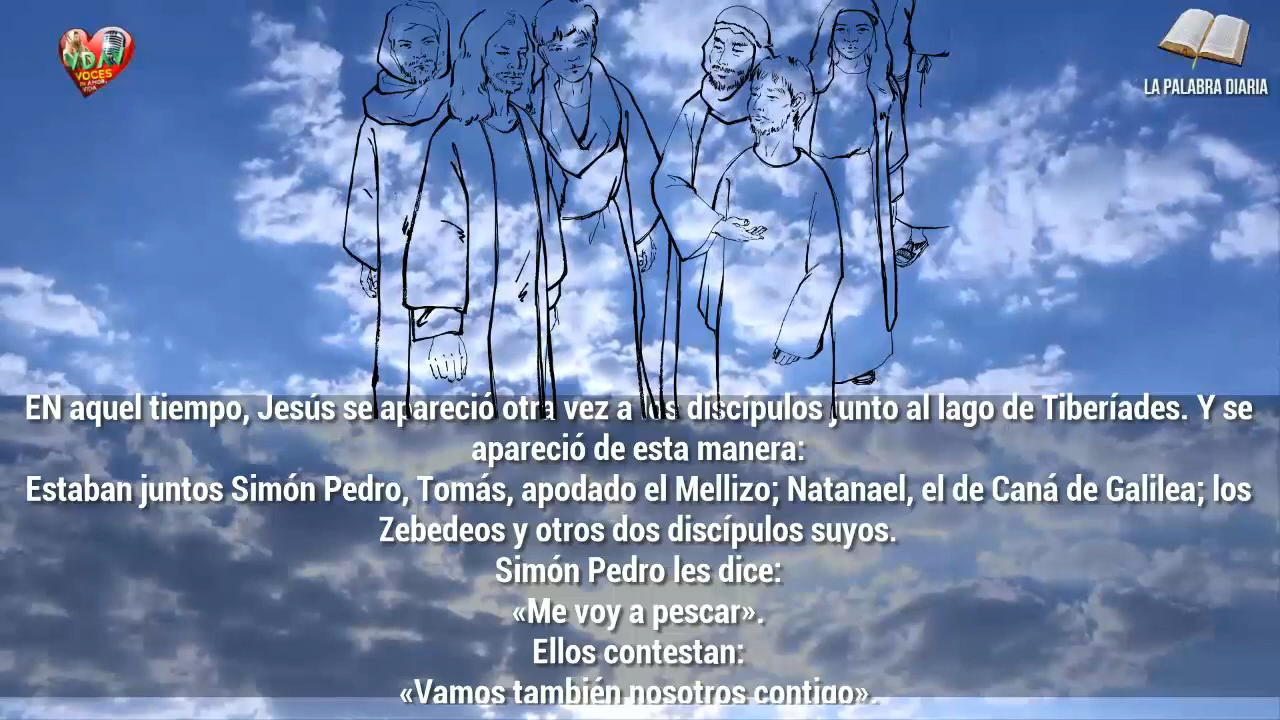 VOCES
VIDA
LA PALABRA DIARIA
EN aquel tiempo, Jesús se apareció otra vez a los discípulos junto al lago de Tiberíades. Y se
apareció de esta manera:
Estaban juntos Simón Pedro, Tomás, apodado el Mellizo; Natanael, el de Caná de Galilea; los
Zebedeos y otros dos discípulos suyos.
Simón Pedro les dice:
«Me voy a pescar».
Ellos contestan:
«Vamos también nosotros contigo».